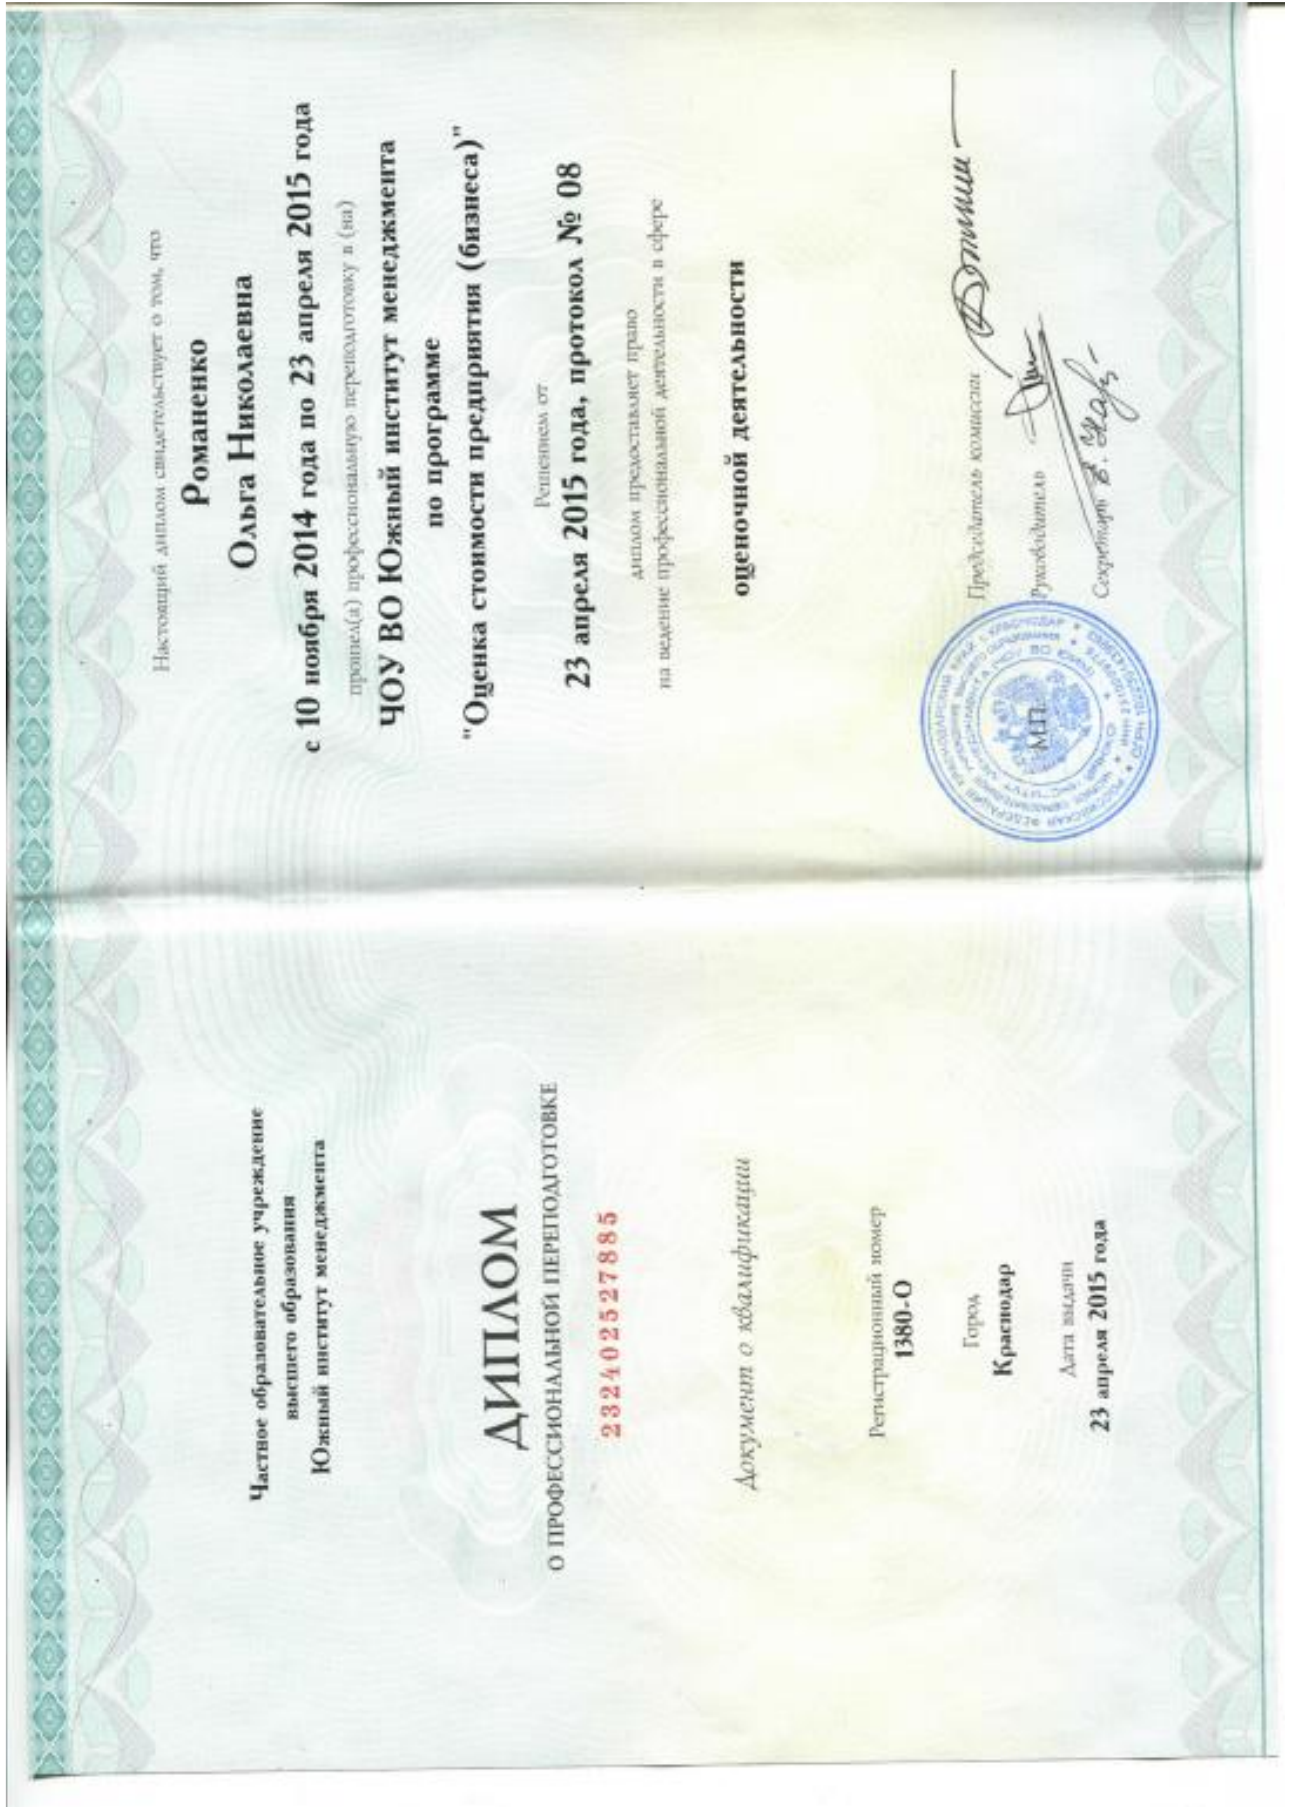 Частное образовательное учреждение
высшего образования
Южный институт менеджмента
ДИПЛОМ
О ПРОФЕССИОНАЛЬНОЙ ПЕРЕПОДГОТОВКЕ
232402527885
Документ о квалификации
Регистрационный номер
1380-О
Город
Краснодар
Дата выдачи
23 апреля 2015 года
Настоящий диплом свидетельствует о том, что
Романенко
Ольга Николаевна
с 10 ноября 2014 года по 23 апреля 2015 года
прошел(а) профессиональную переподготовку в (на)
ЧОУ ВО Южный институт менеджмента
по программе
"Оценка стоимости предприятия (бизнеса)"
Решением от
23 апреля 2015 года, протокол № 08
диплом предоставляет право
на ведение профессиональной деятельности в сфере
оценочной деятельности
Председатель комиссии
Руководитель
Секретарь
М.П.